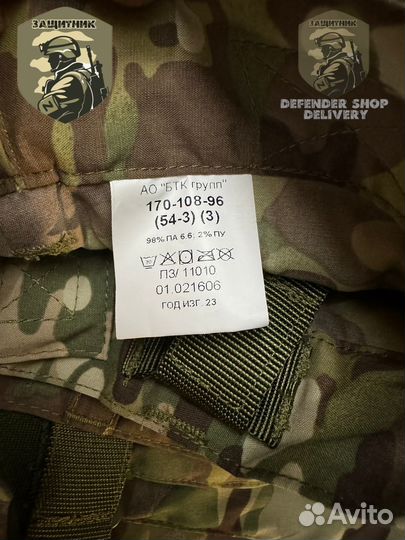 ЗАЩИТНИК
DEFENDER SHOP
DELIVERY
АО "БТК групп"
170-108-96
(54-3) (3)
98% ПА 6.6; 2% ПУ
ПЗ/ 11010
01.021606
ГОД ИЗГ. 23
Avito